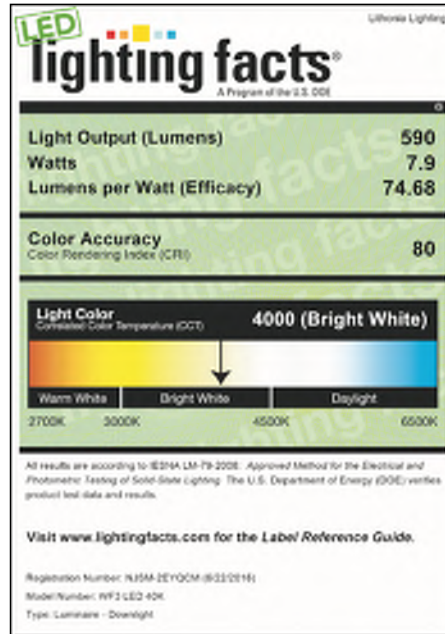 LED
Lithonia Lighting
lighting facts®
A Program of the U.S. DOE
Light Output (Lumens) 590
Watts 7.9
Lumens per Watt (Efficacy) 74.68
Color Accuracy
Color Rendering Index (CRI) 80
Light Color
Correlated Color Temperature (CCT) 4000 (Bright White)
Warm White Bright White Daylight
2700K 3000K 4500K 6500K
All results are according to IESNA LM-79-2008: Approved Method for the Electrical and
Photometric Testing of Solid-State Lighting. The U.S. Department of Energy (DOE) verifies
product test data and results.
Visit www.lightingfacts.com for the Label Reference Guide.
Registration Number: (6/22/2016)
Model Number: WF3 LED 40K
Type: Luminaire - Downlight